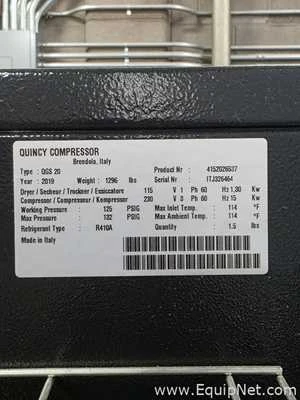 QUINCY COMPRESSOR
Brendola, Italy
Type : QGS 20 Product Nr : 4152026637
Year : 2019 Weight : 1296 lbs Serial Nr : ITJ326464
Dryer / Secheur / Trockner / Essiccatore 115 V 1 Ph 60 Hz 1,30 Kw
Compressor / Compresseur / Kompressor 230 V 3 Ph 60 Hz 15 Kw
Working Pressure : 125 PSIG Max Inlet Temp. : 114 °F
Max Pressure : 132 PSIG Max Ambient Temp. : 114 °F
Refrigerant Type : R410A Quantity : 1.5 lbs
Made in Italy
© www.EquipNet.com